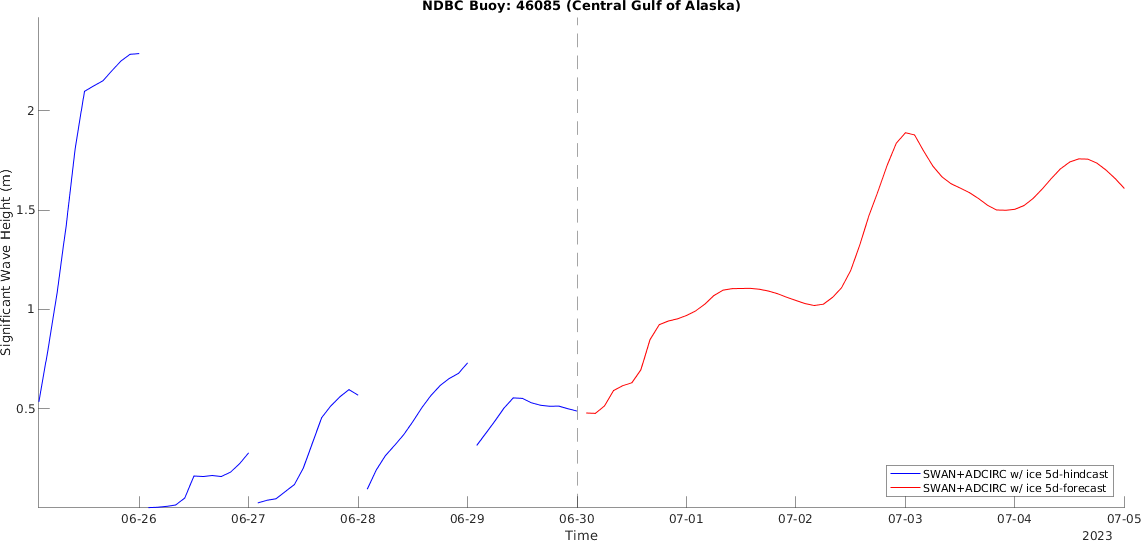 NDBC Buoy: 46085 (Central Gulf of Alaska)
Significant Wave Height (m)
2
1.5
1
0.5
SWAN+ADCIRC w/ ice 5d-hindcast
SWAN+ADCIRC w/ ice 5d-forecast
06-26 06-27 06-28 06-29 06-30 07-01 07-02 07-03 07-04 07-05
Time
2023